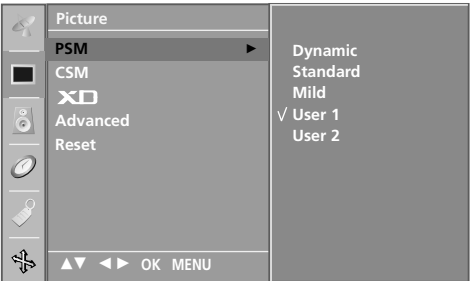 Picture
PSM ►
CSM
XD
Advanced
Reset
Dynamic
Standard
Mild
√ User 1
User 2
▲▼ ◄► OK MENU